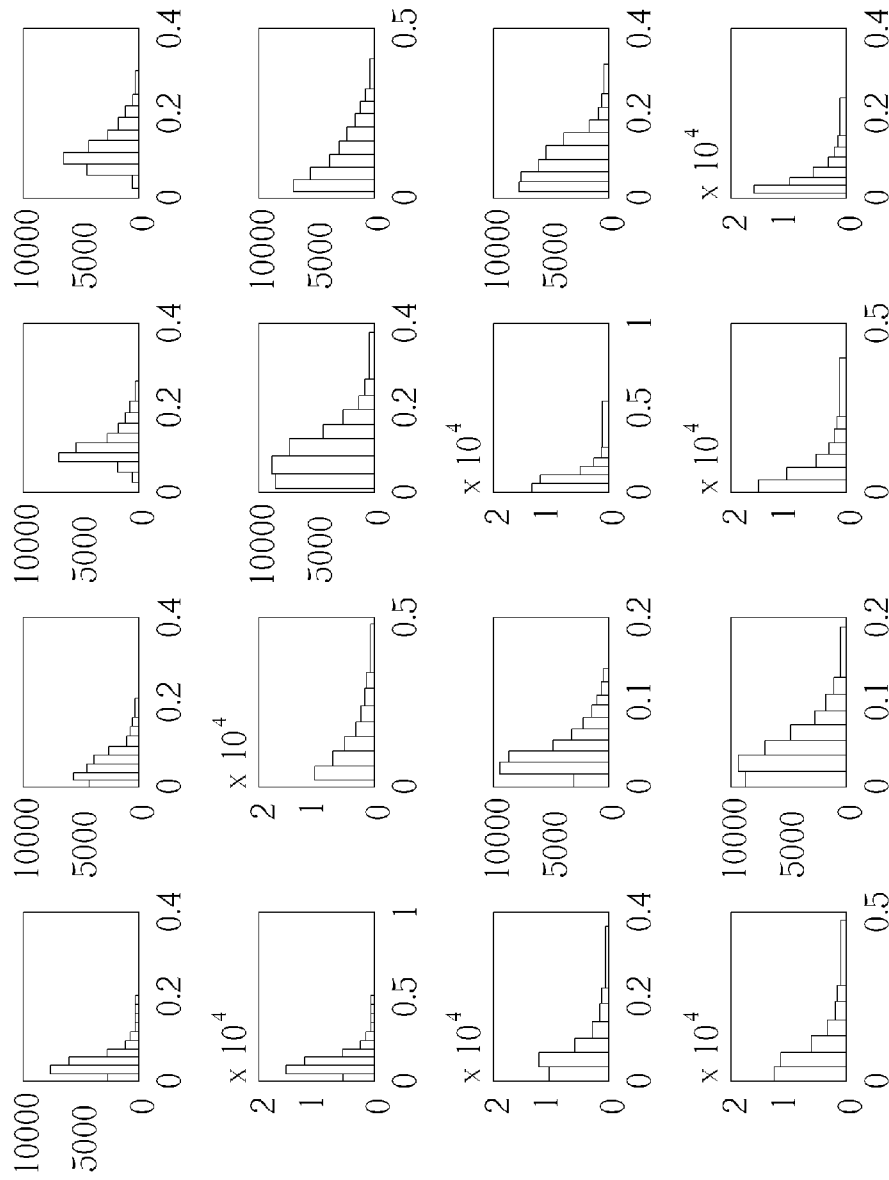 10000 10000 10000 10000
5000 5000 5000 5000
0 0 0 0
0 0.2 0.4 0 0.2 0.4 0 0.2 0.4 0 0.2 0.4
x 10^4 x 10^4
2 2 10000 10000
1 1 5000 5000
0 0 0 0
0 0.5 1 0 0.5 0 0.2 0.4 0 0.5
x 10^4 x 10^4
2 10000 2 10000
1 5000 1 5000
0 0 0 0
0 0.2 0.4 0 0.1 0.2 0 0.5 1 0 0.2 0.4
x 10^4 x 10^4 x 10^4
2 10000 2 2
1 5000 1 1
0 0 0 0
0 0.5 0 0.1 0.2 0 0.5 0 0.2 0.4